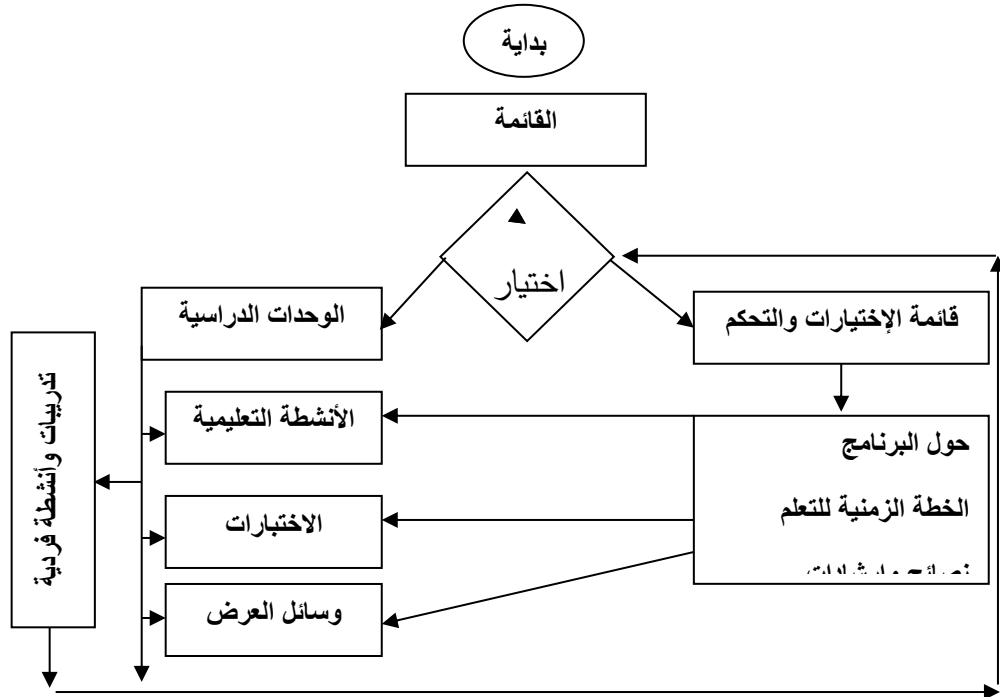 بداية
القائمة
اختيار
الوحدات الدراسية
قائمة الإختيارات والتحكم
تدريبات وأنشطة فردية
الأنشطة التعليمية
حول البرنامج
الخطة الزمنية للتعلم
الاختبارات
وسائل العرض